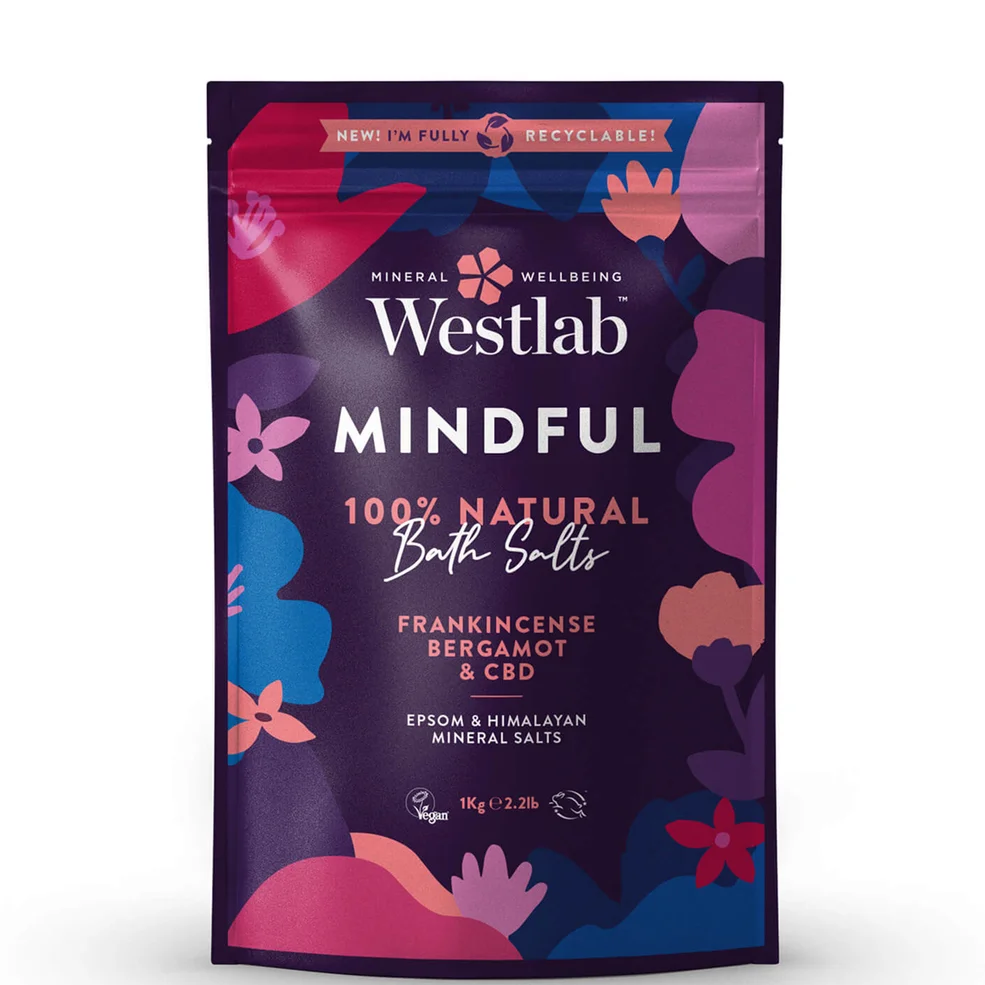 NEW! I'M FULLY RECYCLABLE!
MINERAL WELLBEING
Westlab™
MINDFUL
100% NATURAL
Bath Salts
FRANKINCENSE
BERGAMOT
& CBD
EPSOM & HIMALAYAN
MINERAL SALTS
Vegan
1Kg ℮ 2.2lb